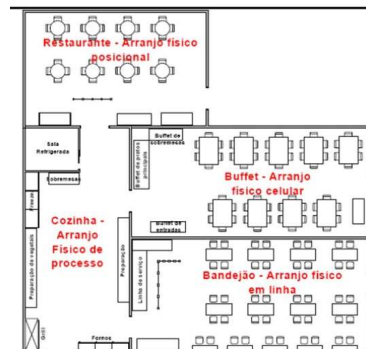 Restaurante - Arranjo físico
posicional
Sala
Refrigerada
Sobremesas
Buffet de
sobremesas
Buffet de pratos
principais
Buffet - Arranjo
físico celular
Freezer
Cozinha -
Arranjo
Físico de
processo
Preparação de vegetais
Preparação
Buffet de
entradas
Linha de serviço
Bandejão - Arranjo físico
em linha
Grill
Fornos